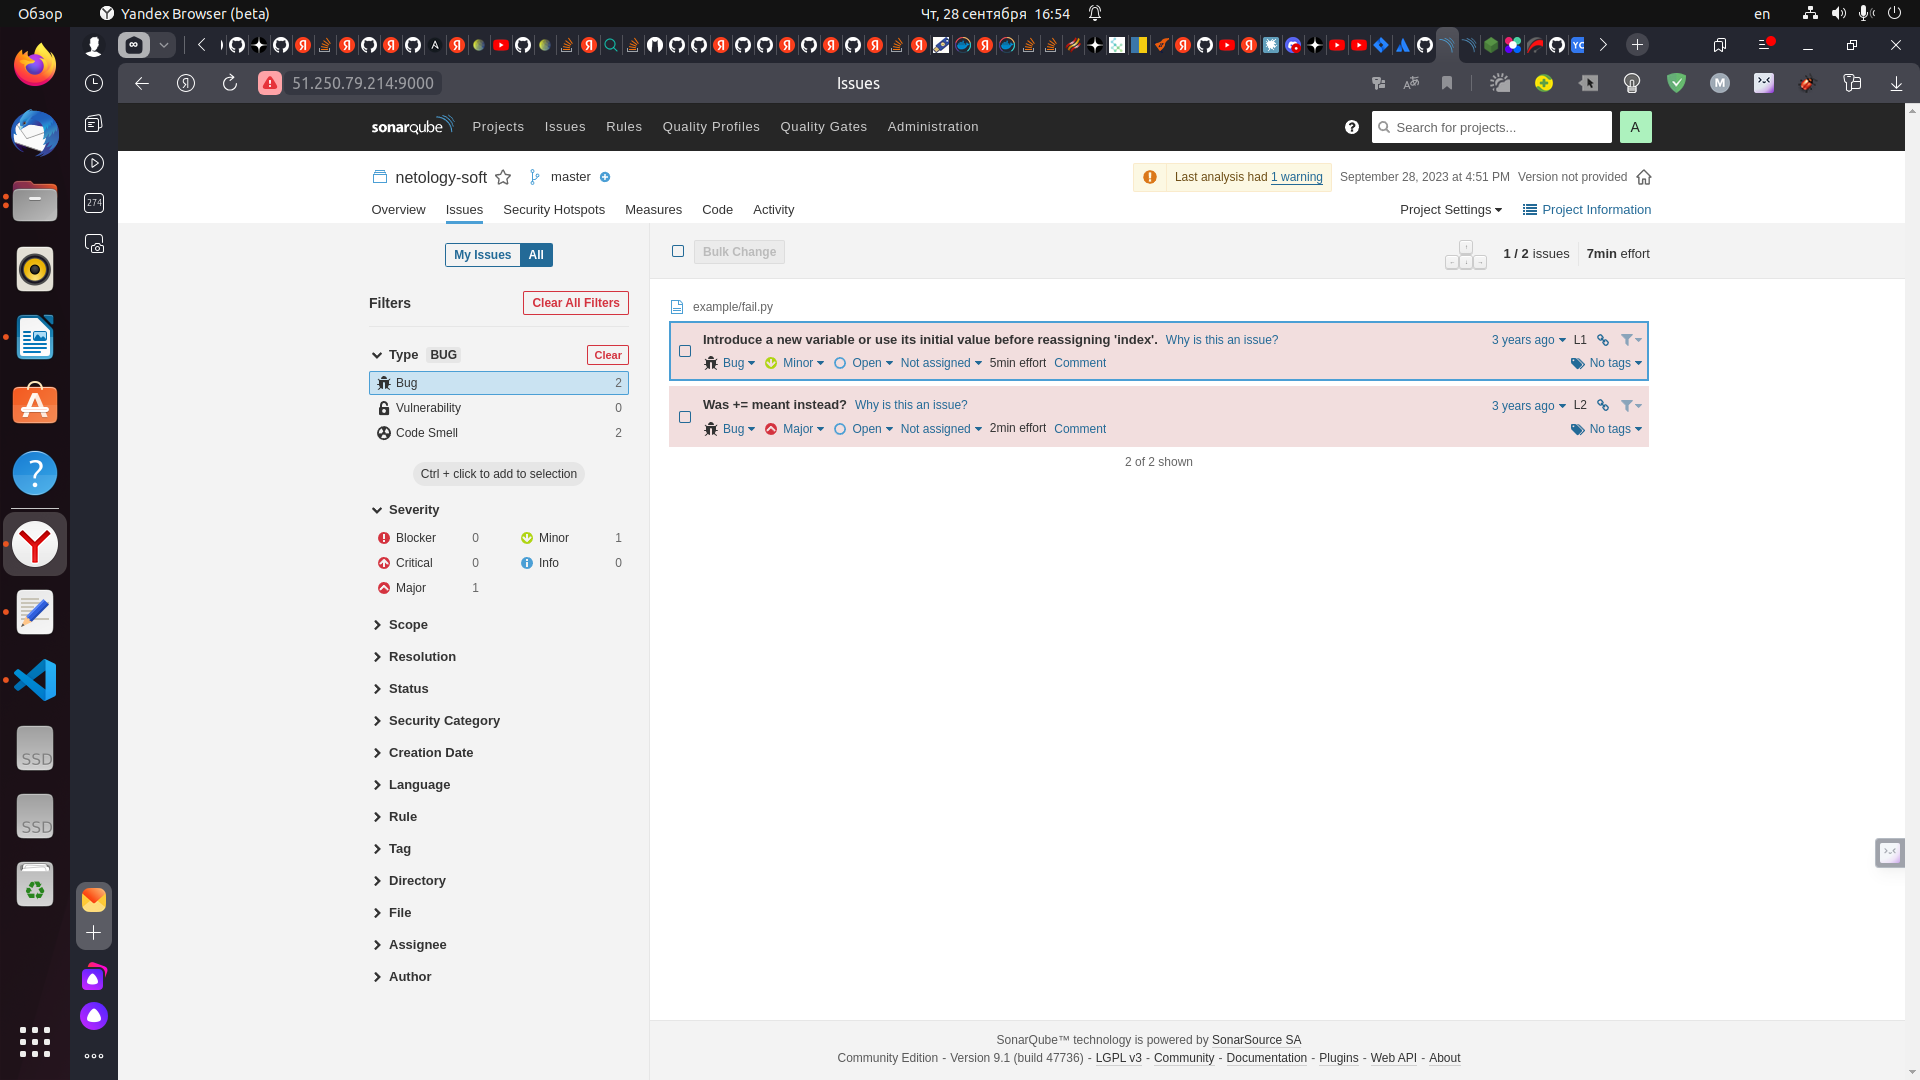 Обзор
Yandex Browser (beta)
Чт, 28 сентября 16:54
en
51.250.79.214:9000
Issues
sonarqube
Projects
Issues
Rules
Quality Profiles
Quality Gates
Administration
Search for projects...
A
274
netology-soft
master
Last analysis had 1 warning
September 28, 2023 at 4:51 PM
Version not provided
Overview
Issues
Security Hotspots
Measures
Code
Activity
Project Settings
Project Information
My Issues
All
Bulk Change
1 / 2 issues
7min effort
Filters
Clear All Filters
Type BUG
Clear
Bug 2
Vulnerability 0
Code Smell 2
Ctrl + click to add to selection
Severity
Blocker 0
Minor 1
Critical 0
Info 0
Major 1
Scope
Resolution
Status
Security Category
Creation Date
Language
Rule
Tag
Directory
File
Assignee
Author
example/fail.py
Introduce a new variable or use its initial value before reassigning 'index'. Why is this an issue?
3 years ago L1
Bug Minor Open Not assigned 5min effort Comment
No tags
Was += meant instead? Why is this an issue?
3 years ago L2
Bug Major Open Not assigned 2min effort Comment
No tags
2 of 2 shown
SSD
SSD
SonarQube™ technology is powered by SonarSource SA
Community Edition - Version 9.1 (build 47736) - LGPL v3 - Community - Documentation - Plugins - Web API - About